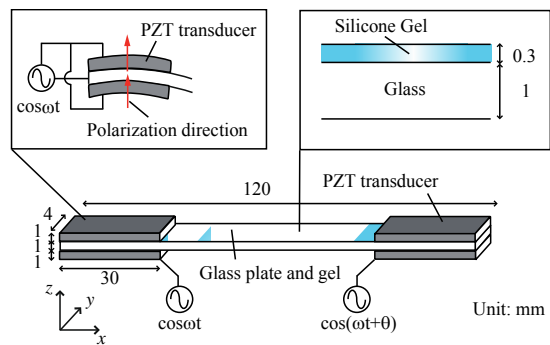 PZT transducer
cosωt
Polarization direction
Silicone Gel
0.3
Glass
1
120
PZT transducer
4
1
1
1
30
Glass plate and gel
cosωt
cos(ωt+θ)
z
y
x
Unit: mm